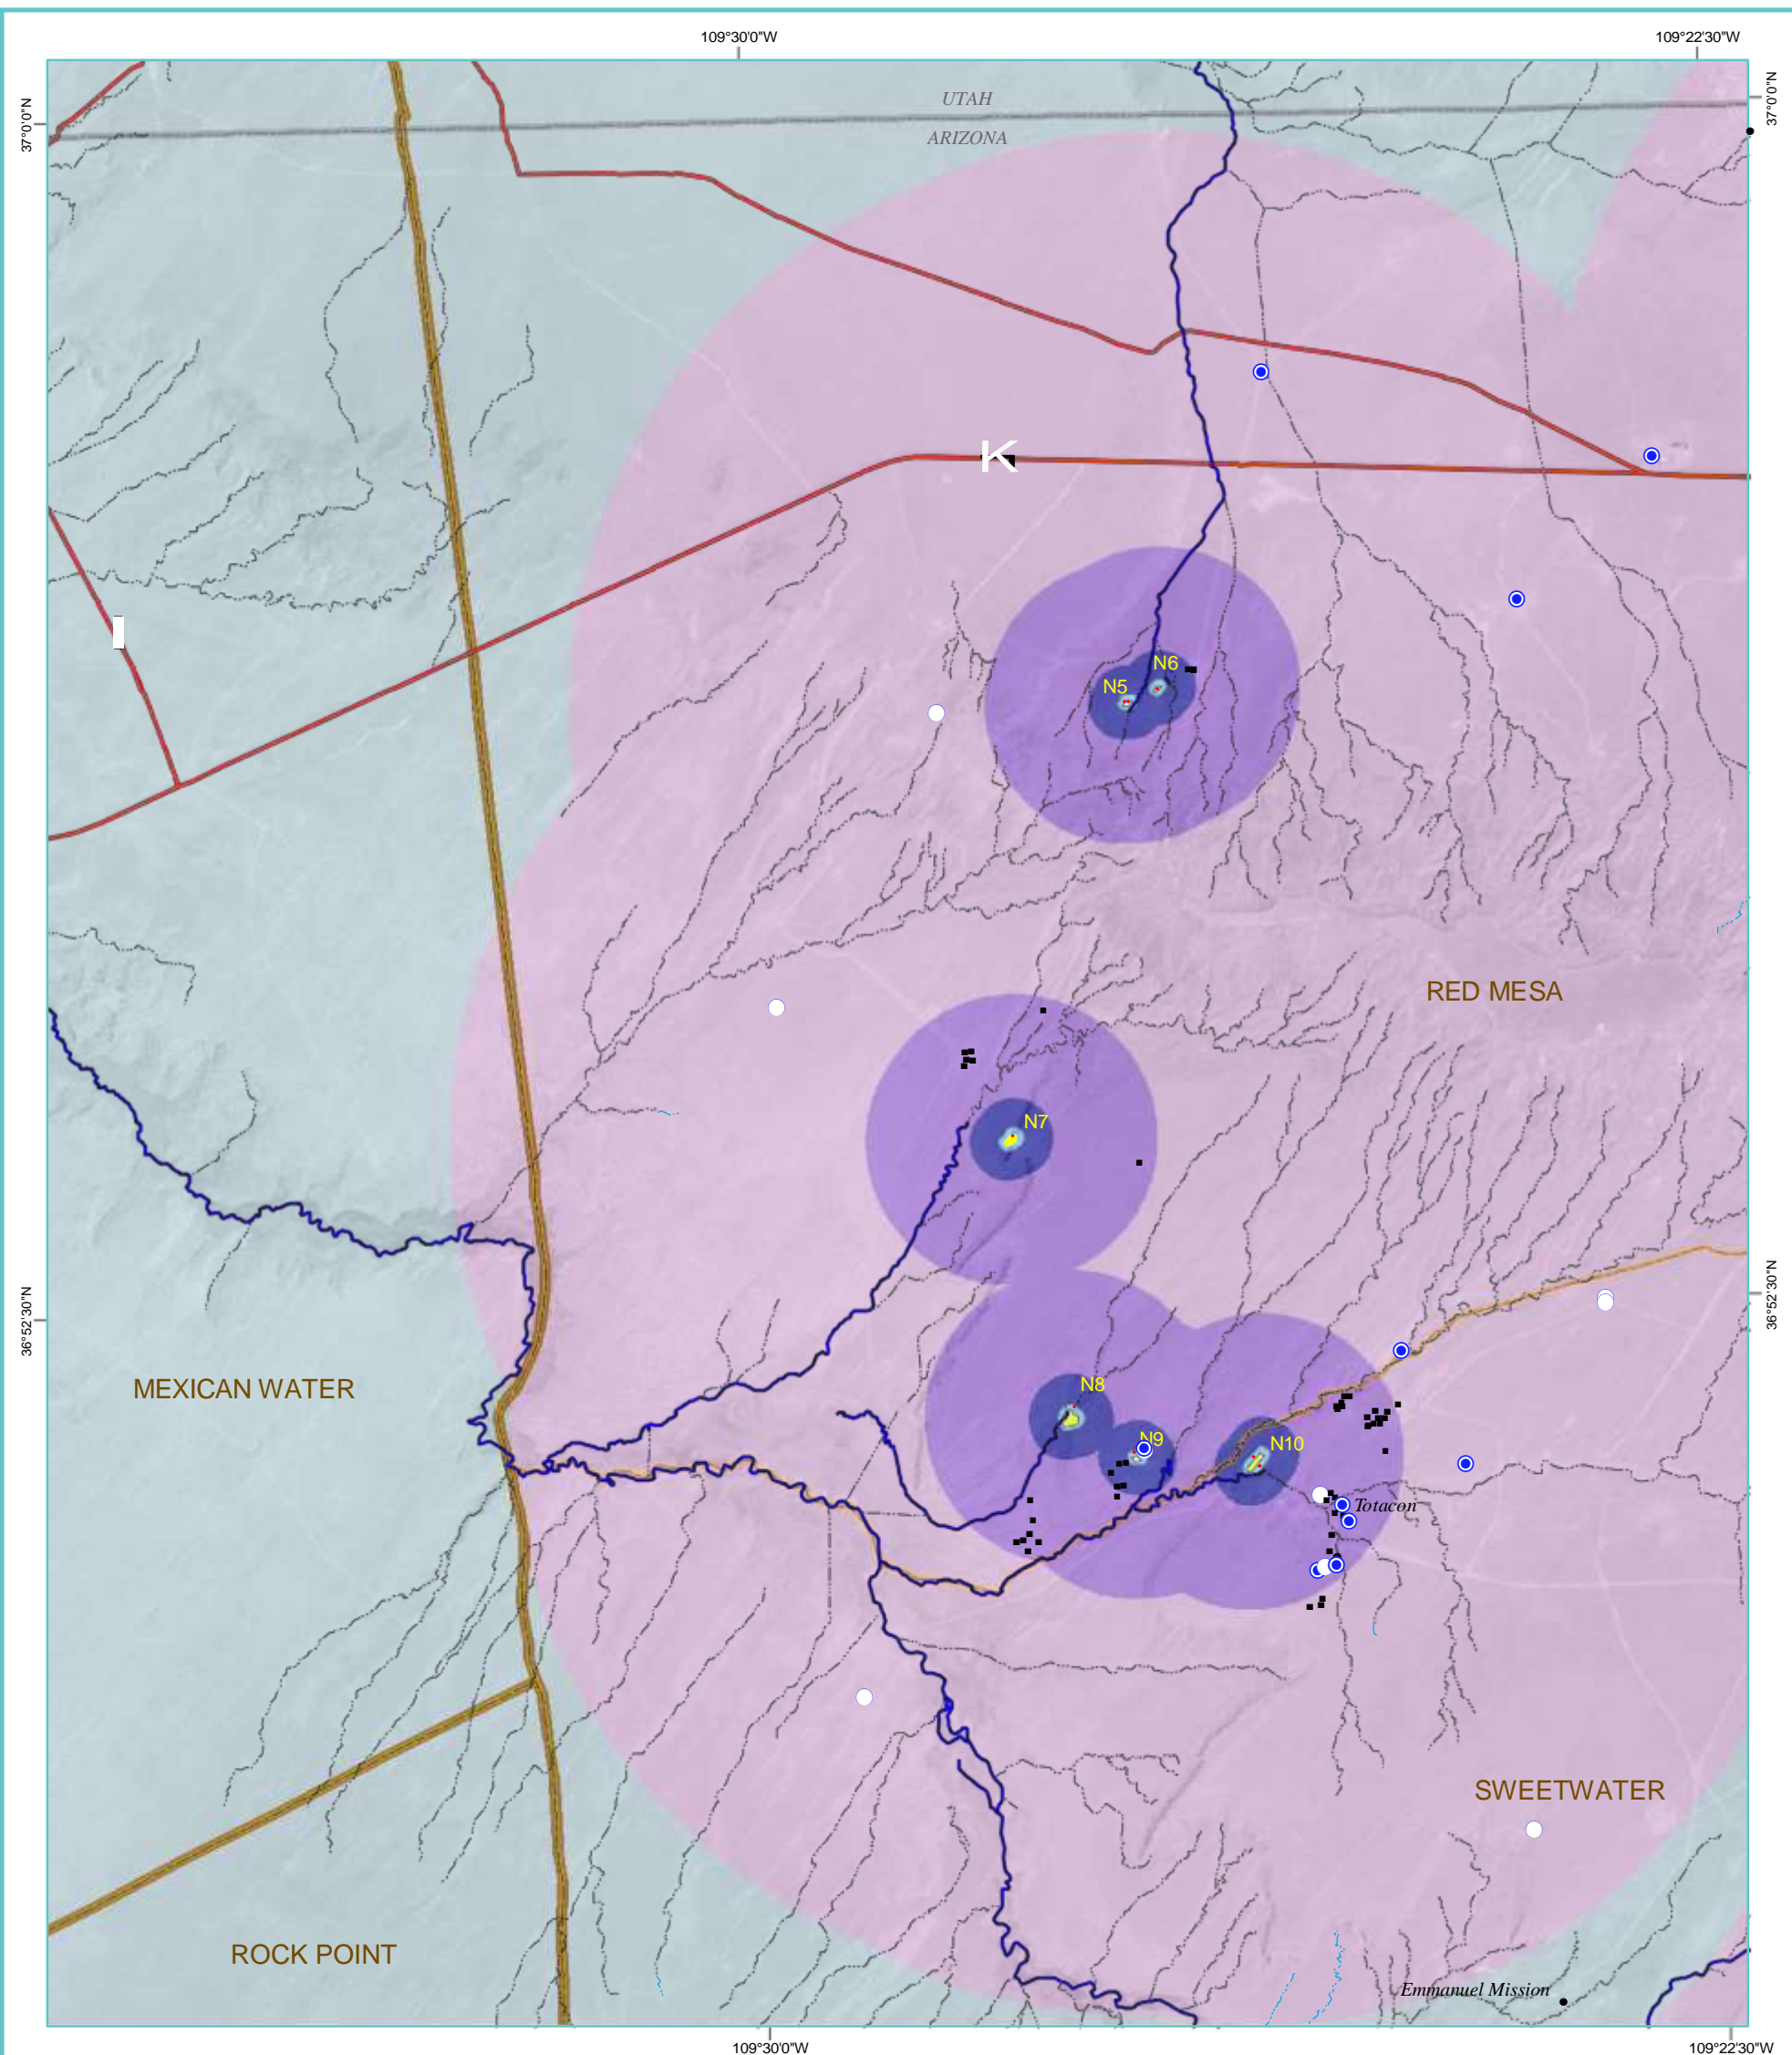 109°30'0"W
109°22'30"W
37°0'0"N
37°0'0"N
UTAH
ARIZONA
K
I
N6
N5
RED MESA
N7
36°52'30"N
36°52'30"N
MEXICAN WATER
N8
N9
N10
Totacon
SWEETWATER
ROCK POINT
Emmanuel Mission
109°30'0"W
109°22'30"W